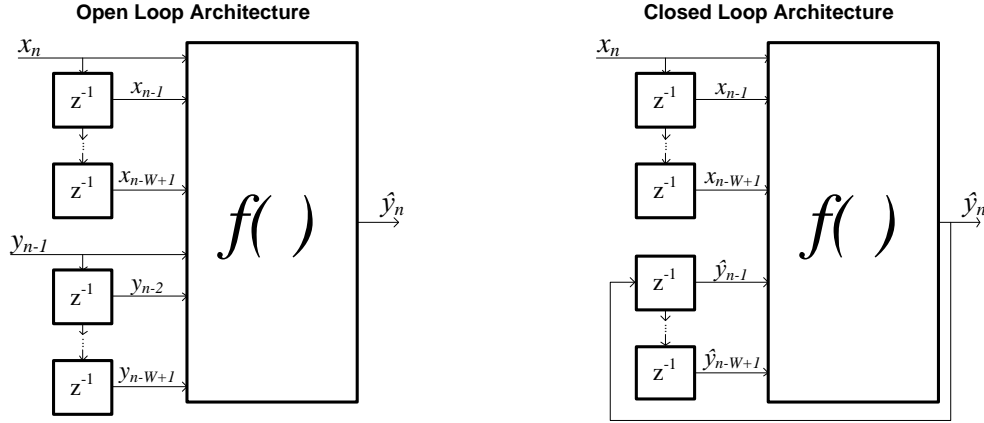 Open Loop Architecture
xₙ
z⁻¹
xₙ₋₁
z⁻¹
xₙ₋W₊₁
f( )
ŷₙ
yₙ₋₁
z⁻¹
yₙ₋₂
z⁻¹
yₙ₋W₊₁
Closed Loop Architecture
xₙ
z⁻¹
xₙ₋₁
z⁻¹
xₙ₋W₊₁
f( )
ŷₙ
z⁻¹
ŷₙ₋₁
z⁻¹
ŷₙ₋W₊₁